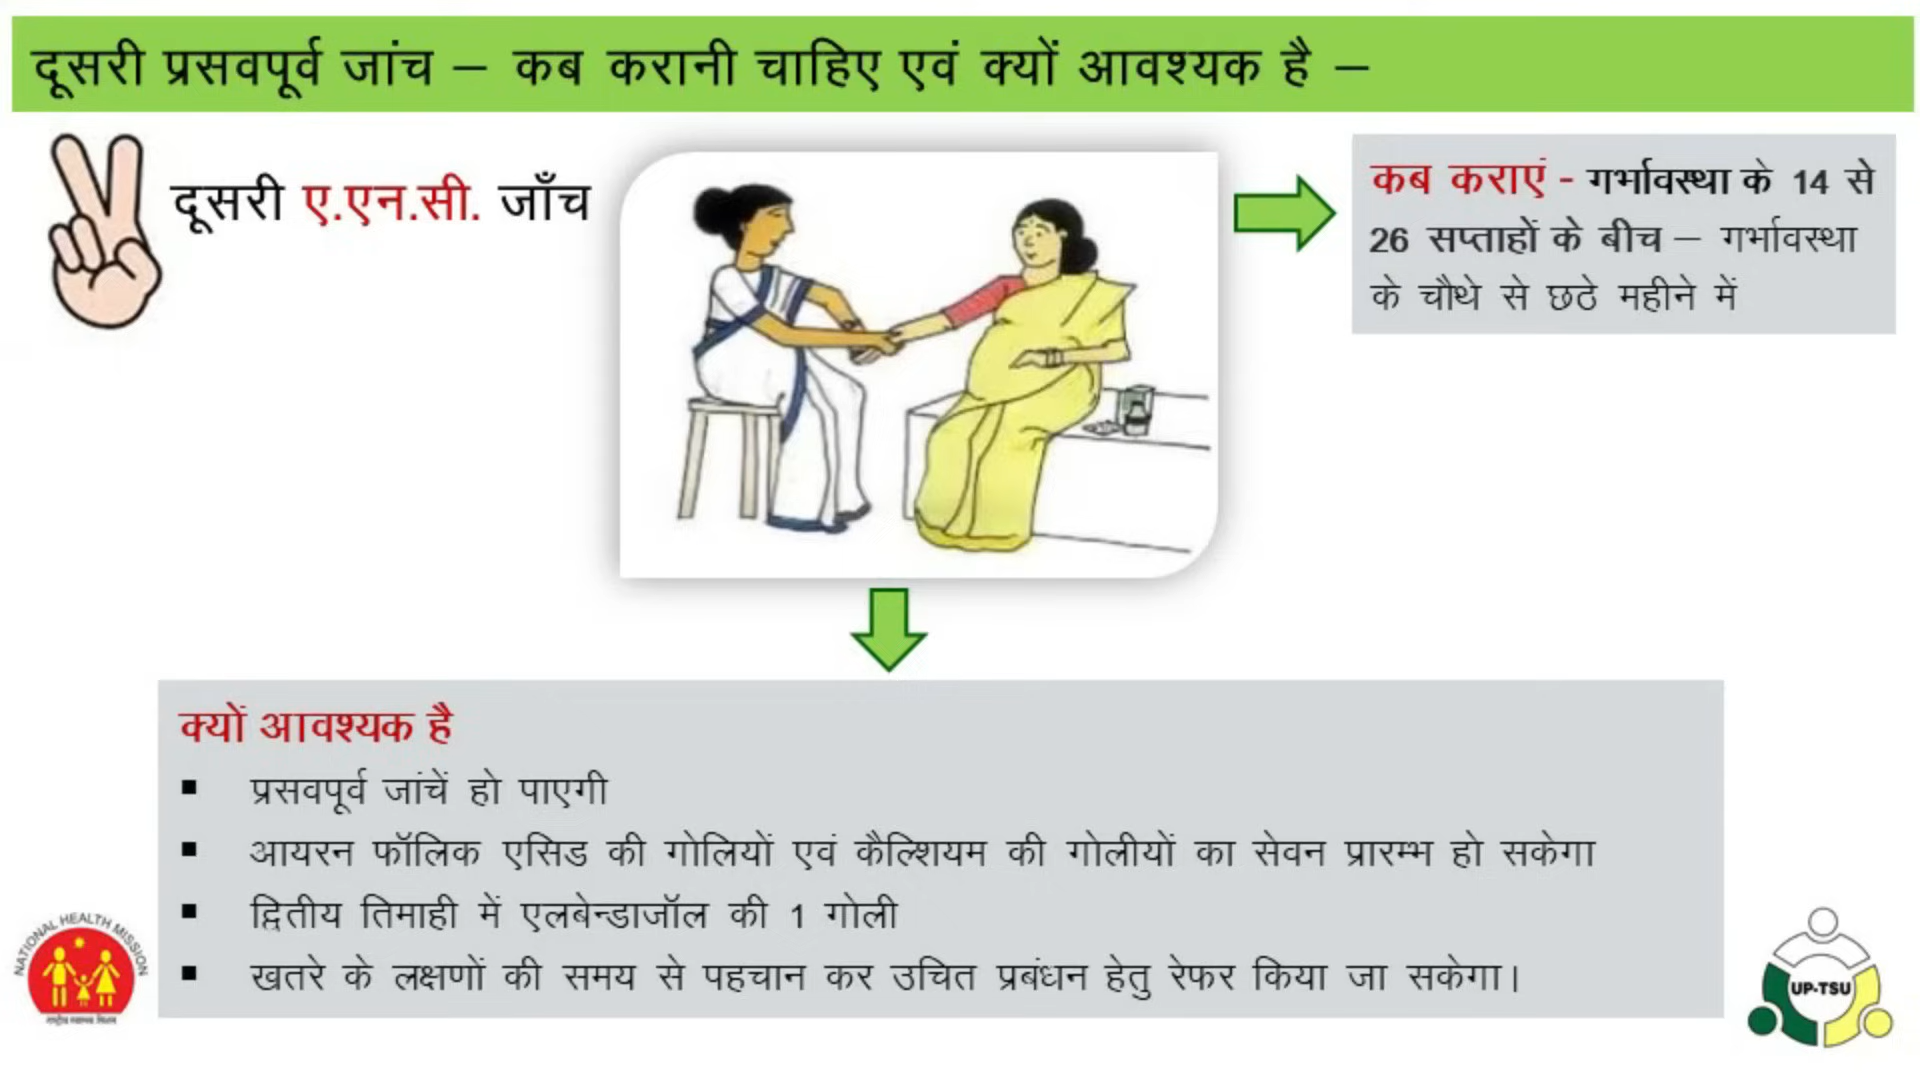 दूसरी प्रसवपूर्व जांच – कब करानी चाहिए एवं क्यों आवश्यक है –
दूसरी ए.एन.सी. जाँच
कब कराएं - गर्भावस्था के 14 से
26 सप्ताहों के बीच – गर्भावस्था
के चौथे से छठे महीने में
क्यों आवश्यक है
▪ प्रसवपूर्व जांचें हो पाएगी
▪ आयरन फॉलिक एसिड की गोलियों एवं कैल्शियम की गोलीयों का सेवन प्रारम्भ हो सकेगा
▪ द्वितीय तिमाही में एलबेन्डाजॉल की 1 गोली
▪ खतरे के लक्षणों की समय से पहचान कर उचित प्रबंधन हेतु रेफर किया जा सकेगा।
NATIONAL HEALTH MISSION
राष्ट्रीय स्वास्थ्य मिशन
UP-TSU